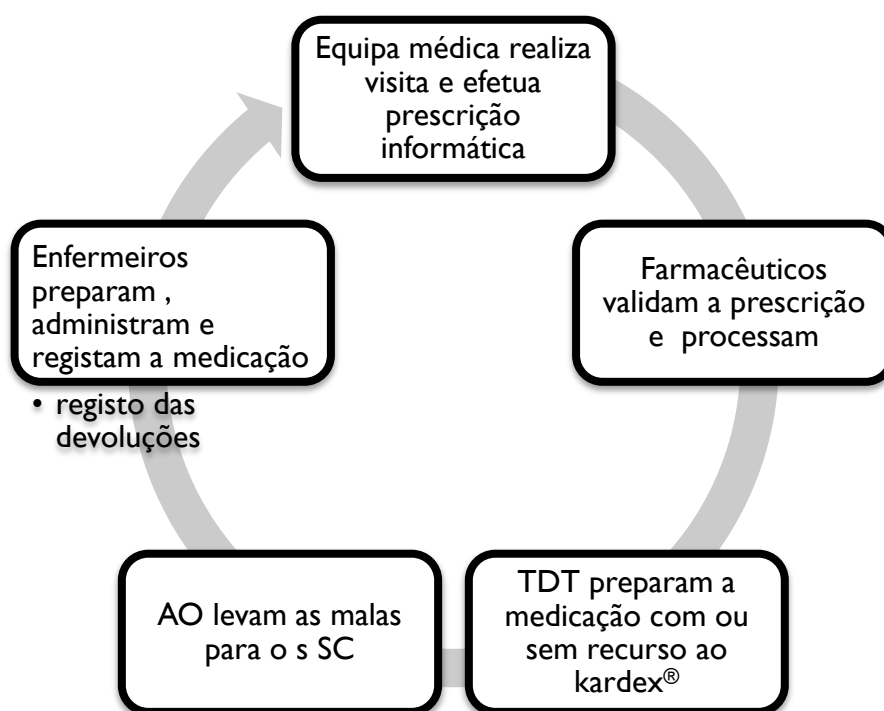 Equipa médica realiza
visita e efetua
prescrição
informática
Farmacêuticos
validam a prescrição
e processam
TDT preparam a
medicação com ou
sem recurso ao
kardex®
AO levam as malas
para o s SC
Enfermeiros
preparam ,
administram e
registam a medicação
• registo das
devoluções